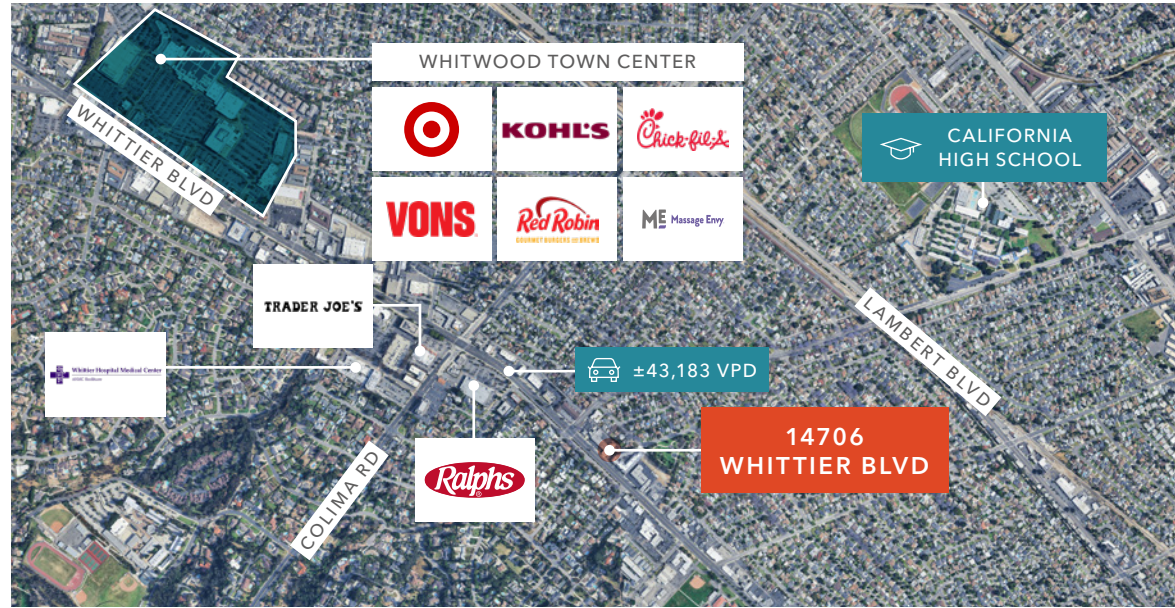 WHITWOOD TOWN CENTER
WHITTIER BLVD
KOHL'S
Chick-fil-A
VONS
Red Robin
GOURMET BURGERS AND BREWS
ME Massage Envy
CALIFORNIA
HIGH SCHOOL
TRADER JOE'S
Whittier Hospital Medical Center
±43,183 VPD
LAMBERT BLVD
14706
WHITTIER BLVD
Ralphs
COLIMA RD